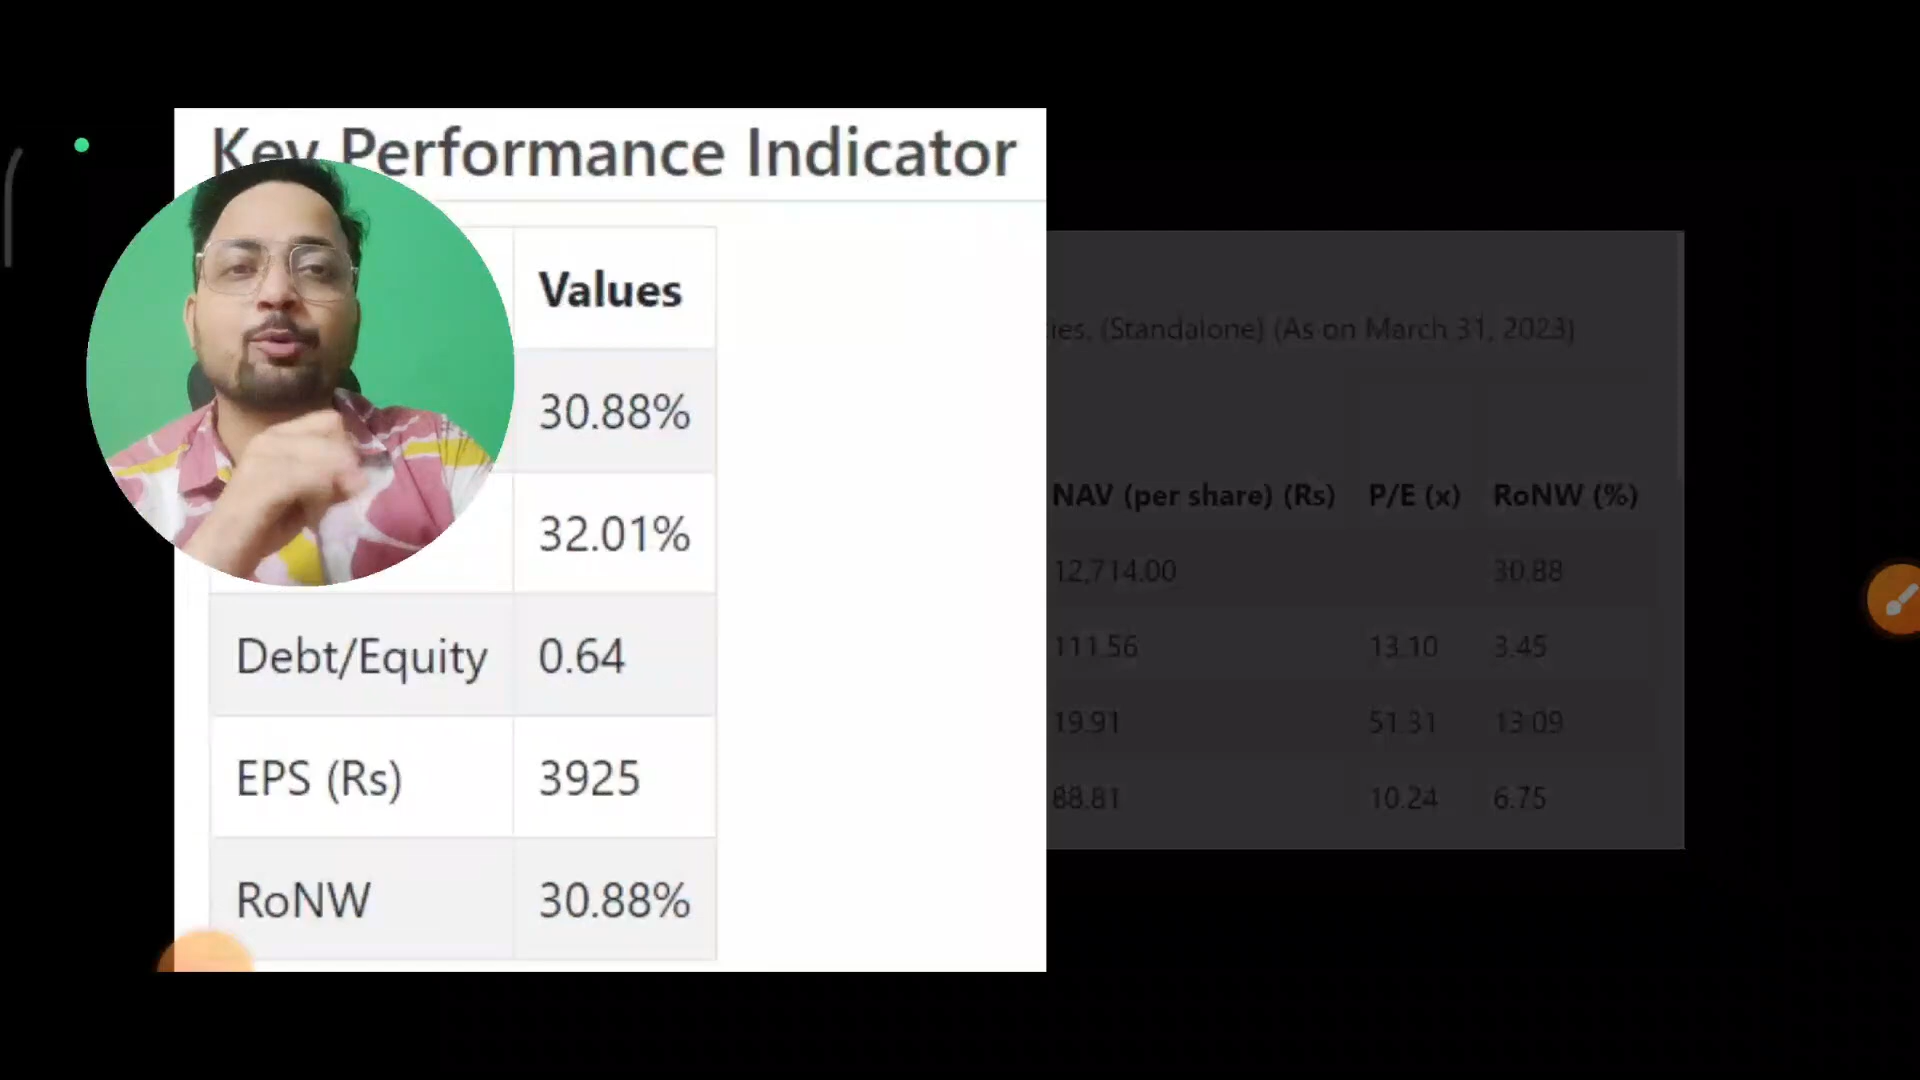 Key Performance Indicator
Values
30.88%
32.01%
Debt/Equity 0.64
EPS (Rs) 3925
RoNW 30.88%
(Standalone) (As on March 31, 2023)
NAV (per share) (Rs) P/E (x) RoNW (%)
12,714.00 30.88
111.56 13.10 3.45
19.91 51.31 13.09
88.81 10.24 6.75